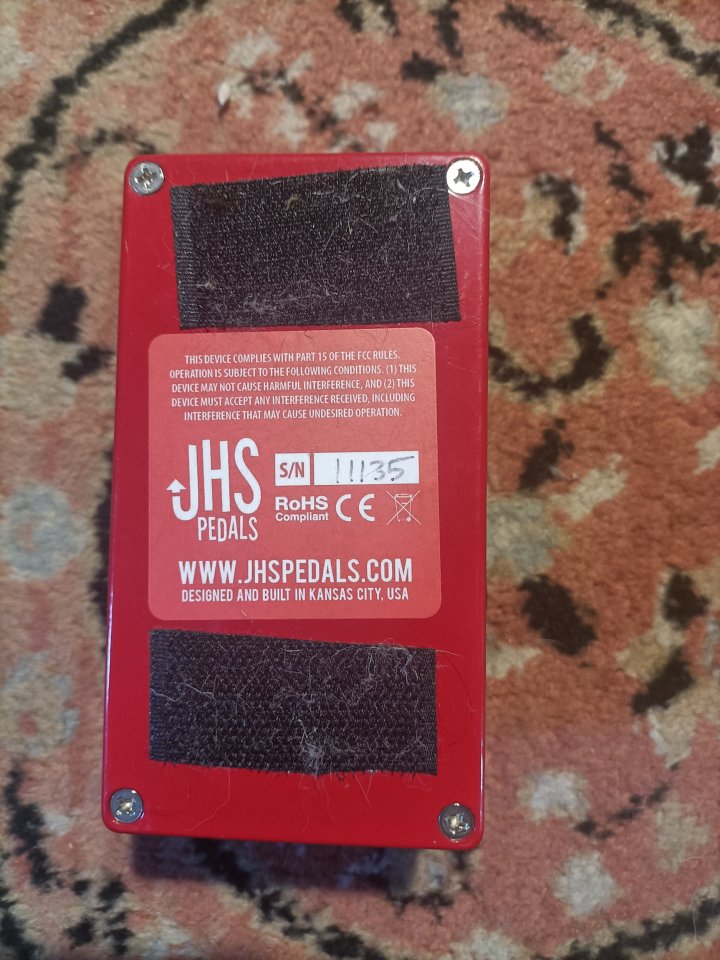 THIS DEVICE COMPLIES WITH PART 15 OF THE FCC RULES.
OPERATION IS SUBJECT TO THE FOLLOWING CONDITIONS. (1) THIS
DEVICE MAY NOT CAUSE HARMFUL INTERFERENCE, AND (2) THIS
DEVICE MUST ACCEPT ANY INTERFERENCE RECEIVED, INCLUDING
INTERFERENCE THAT MAY CAUSE UNDESIRED OPERATION.
JHS
PEDALS
S/N 11135
RoHS
Compliant CE
WWW.JHSPEDALS.COM
DESIGNED AND BUILT IN KANSAS CITY, USA